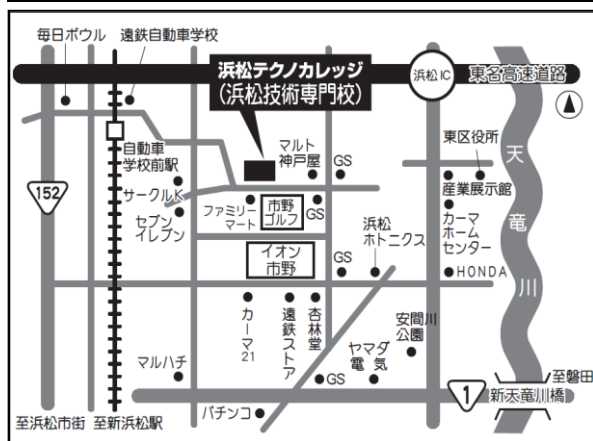 毎日ボウル
遠鉄自動車学校
浜松テクノカレッジ
(浜松技術専門校)
浜松IC
東名高速道路
自動車
学校前駅
マルト
神戸屋
GS
東区役所
産業展示館
152
サークルK
セブン
イレブン
ファミリー
マート
市野
ゴルフ
GS
浜松
ホトニクス
カーマ
ホーム
センター
天竜川
イオン
市野
GS
HONDA
カーマ21
遠鉄ストア
杏林堂
安間川
公園
マルハチ
ヤマダ
電気
GS
1
至磐田
新天竜川橋
パチンコ
至浜松市街
至新浜松駅